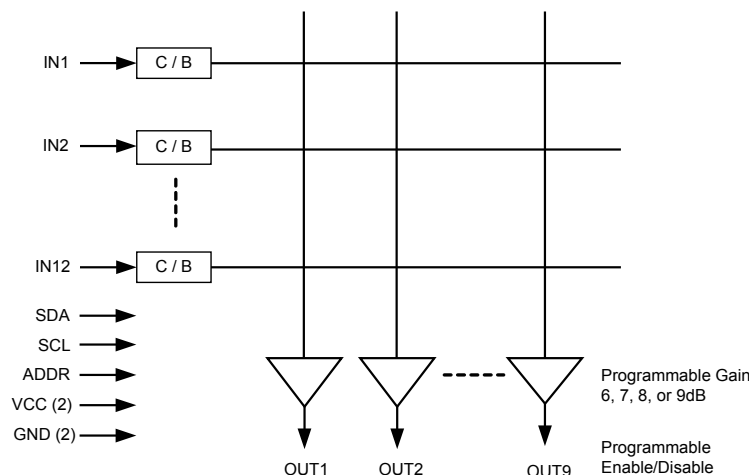 IN1
C / B
IN2
C / B
IN12
C / B
SDA
SCL
ADDR
VCC (2)
GND (2)
Programmable Gain
6, 7, 8, or 9dB
OUT1
OUT2
OUT9
Programmable
Enable/Disable